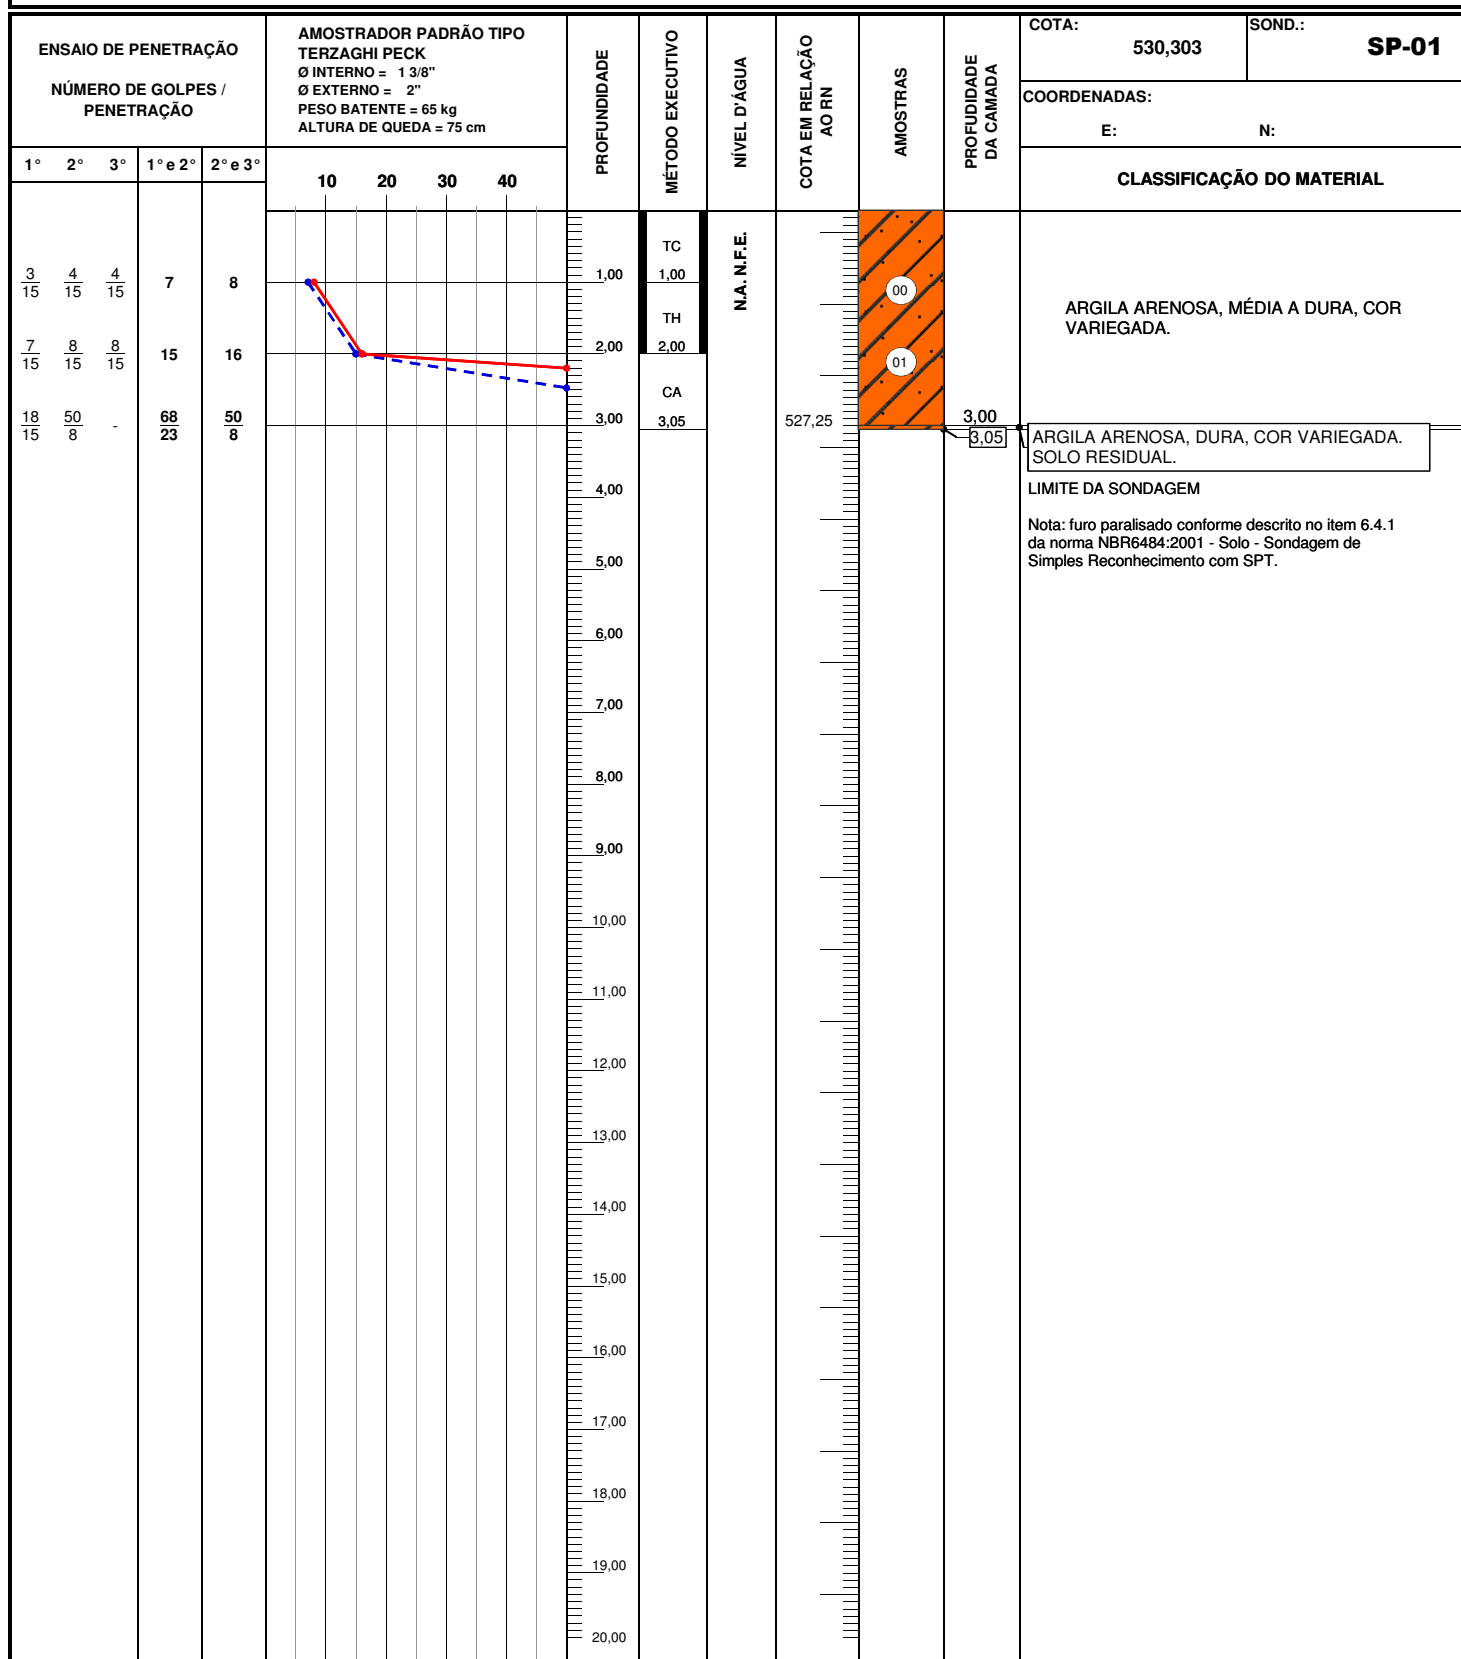 ENSAIO DE PENETRAÇÃO
NÚMERO DE GOLPES /
PENETRAÇÃO
1° 2° 3° 1° e 2° 2° e 3°
AMOSTRADOR PADRÃO TIPO
TERZAGHI PECK
Ø INTERNO = 1 3/8"
Ø EXTERNO = 2"
PESO BATENTE = 65 kg
ALTURA DE QUEDA = 75 cm
10 20 30 40
PROFUNDIDADE
MÉTODO EXECUTIVO
NÍVEL D'ÁGUA
COTA EM RELAÇÃO
AO RN
AMOSTRAS
PROFUDIDADE
DA CAMADA
COTA:
530,303
SOND.:
SP-01
COORDENADAS:
E: N:
CLASSIFICAÇÃO DO MATERIAL
3/15 4/15 4/15 7 8
7/15 8/15 8/15 15 16
18/15 50/8 - 68/23 50/8
1,00
2,00
3,00
4,00
5,00
6,00
7,00
8,00
9,00
10,00
11,00
12,00
13,00
14,00
15,00
16,00
17,00
18,00
19,00
20,00
TC
1,00
TH
2,00
CA
3,05
N.A. N.F.E.
527,25
00
01
3,00
3,05
ARGILA ARENOSA, MÉDIA A DURA, COR
VARIEGADA.
ARGILA ARENOSA, DURA, COR VARIEGADA.
SOLO RESIDUAL.
LIMITE DA SONDAGEM
Nota: furo paralisado conforme descrito no item 6.4.1
da norma NBR6484:2001 - Solo - Sondagem de
Simples Reconhecimento com SPT.